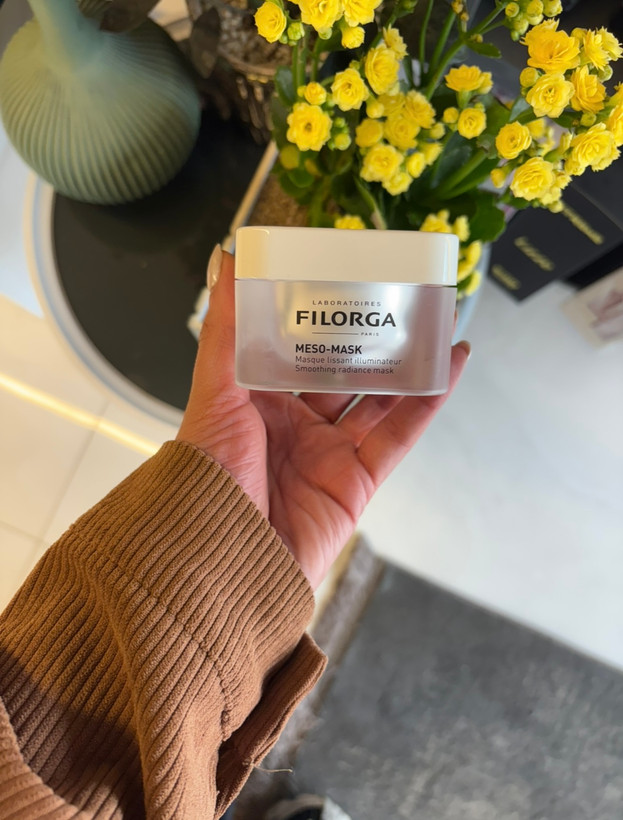 LABORATOIRES
FILORGA
PARIS
MESO-MASK
Masque lissant illuminateur
Smoothing radiance mask